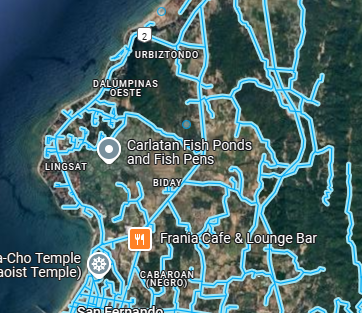 2
URBIZTONDO
DALUMPINAS
OESTE
Carlatan Fish Ponds
and Fish Pens
LINGSAT
BIDAY
Frania Cafe & Lounge Bar
a-Cho Temple
aoist Temple)
CABAROAN
(NEGRO)
San Fernando